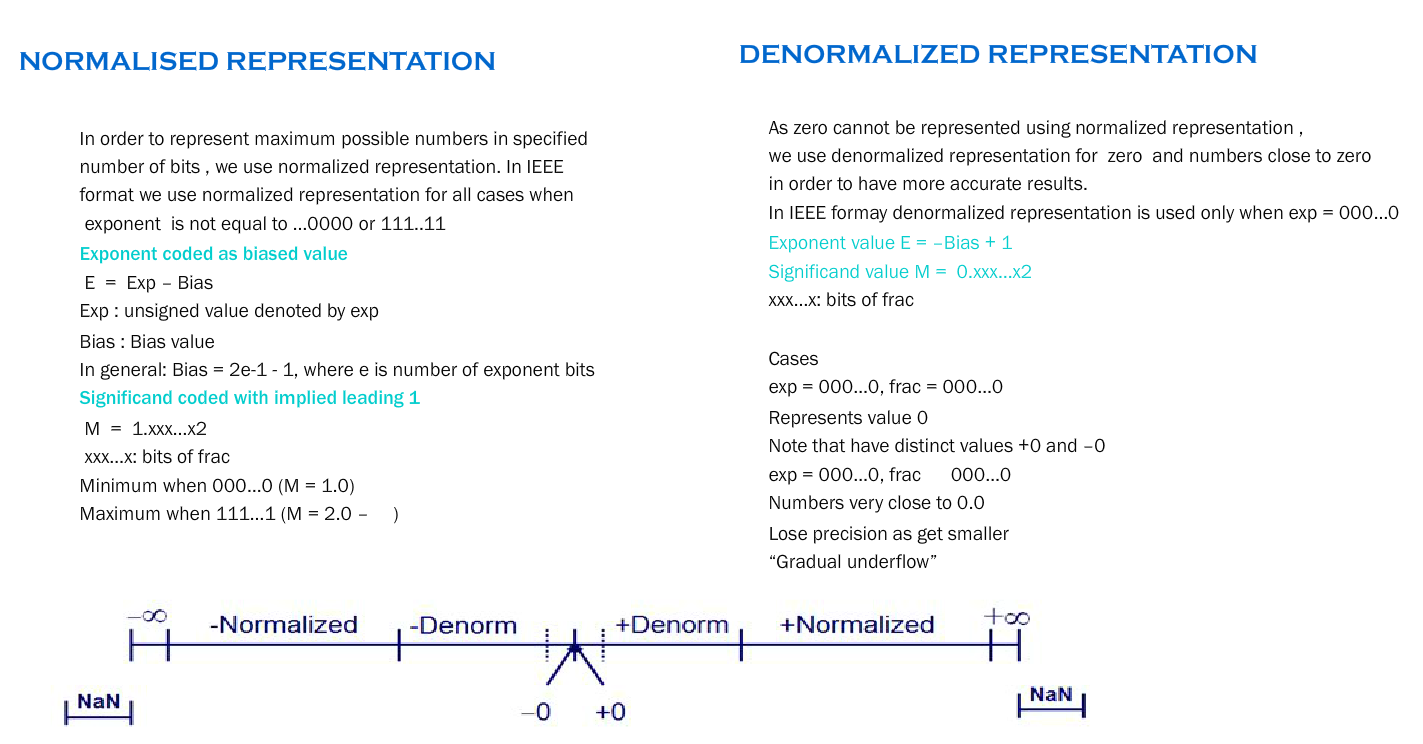 NORMALISED REPRESENTATION
In order to represent maximum possible numbers in specified
number of bits , we use normalized representation. In IEEE
format we use normalized representation for all cases when
exponent is not equal to ...0000 or 111..11
Exponent coded as biased value
E = Exp – Bias
Exp : unsigned value denoted by exp
Bias : Bias value
In general: Bias = 2e-1 - 1, where e is number of exponent bits
Significand coded with implied leading 1
M = 1.xxx...x2
xxx...x: bits of frac
Minimum when 000...0 (M = 1.0)
Maximum when 111...1 (M = 2.0 – )
DENORMALIZED REPRESENTATION
As zero cannot be represented using normalized representation ,
we use denormalized representation for zero and numbers close to zero
in order to have more accurate results.
In IEEE formay denormalized representation is used only when exp = 000...0
Exponent value E = –Bias + 1
Significand value M = 0.xxx...x2
xxx...x: bits of frac
Cases
exp = 000...0, frac = 000...0
Represents value 0
Note that have distinct values +0 and –0
exp = 000...0, frac 000...0
Numbers very close to 0.0
Lose precision as get smaller
“Gradual underflow”
–∞ -Normalized -Denorm +Denorm +Normalized +∞
NaN –0 +0 NaN